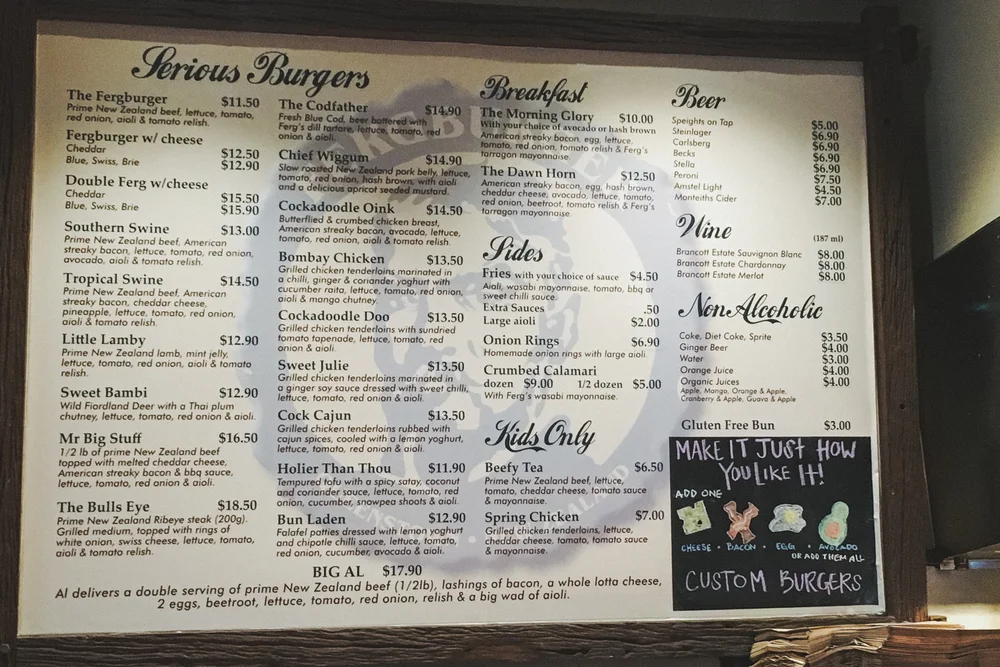 Serious Burgers
The Fergburger $11.50
Prime New Zealand beef, lettuce, tomato,
red onion, aioli & tomato relish.
Fergburger w/ cheese
Cheddar $12.50
Blue, Swiss, Brie $12.90
Double Ferg w/cheese
Cheddar $15.50
Blue, Swiss, Brie $15.90
Southern Swine $13.00
Prime New Zealand beef, American
streaky bacon, lettuce, tomato, red onion,
avocado, aioli & tomato relish.
Tropical Swine $14.50
Prime New Zealand beef, American
streaky bacon, cheddar cheese,
pineapple, lettuce, tomato, red onion,
aioli & tomato relish.
Little Lamby $12.90
Prime New Zealand lamb, mint jelly,
lettuce, tomato, red onion, aioli & tomato
relish.
Sweet Bambi $12.90
Wild Fiordland Deer with a Thai plum
chutney, lettuce, tomato, red onion & aioli.
Mr Big Stuff $16.50
1/2 lb of prime New Zealand beef
topped with melted cheddar cheese,
American streaky bacon & bbq sauce,
lettuce, tomato, red onion & aioli.
The Bulls Eye $18.50
Prime New Zealand Ribeye steak (200g).
Grilled medium, topped with rings of
white onion, swiss cheese, lettuce, tomato,
aioli & tomato relish.
The Codfather $14.90
Fresh Blue Cod, beer battered with
Ferg's dill tartare, lettuce, tomato, red
onion & aioli.
Chief Wiggum $14.90
Slow roasted New Zealand pork belly, lettuce,
tomato, red onion, hash brown, with aioli
and a delicious apricot seeded mustard.
Cockadoodle Oink $14.50
Butterflied & crumbed chicken breast,
American streaky bacon, avocado, lettuce,
tomato, red onion, aioli & tomato relish.
Bombay Chicken $13.50
Grilled chicken tenderloins marinated in
a chilli, ginger & coriander yoghurt with
cucumber raita, lettuce, tomato, red onion,
aioli & mango chutney.
Cockadoodle Doo $13.50
Grilled chicken tenderloins with sundried
tomato tapenade, lettuce, tomato, red
onion & aioli.
Sweet Julie $13.50
Grilled chicken tenderloins marinated in
a ginger soy sauce dressed with sweet chilli,
lettuce, tomato, red onion & aioli.
Cock Cajun $13.50
Grilled chicken tenderloins rubbed with
cajun spices, cooled with a lemon yoghurt,
lettuce, tomato, red onion & aioli.
Holier Than Thou $11.90
Tempured tofu with a spicy satay, coconut
and coriander sauce, lettuce, tomato, red
onion, cucumber, snowpea shoots & aioli.
Bun Laden $12.90
Falafel patties dressed with lemon yoghurt
and chipotle chilli sauce, lettuce, tomato,
red onion, cucumber, avocado & aioli.
BIG AL $17.90
Al delivers a double serving of prime New Zealand beef (1/2lb), lashings of bacon, a whole lotta cheese,
2 eggs, beetroot, lettuce, tomato, red onion, relish & a big wad of aioli.
Breakfast
The Morning Glory $10.00
With your choice of avocado or hash brown
American streaky bacon, egg, lettuce,
tomato, red onion, tomato relish & Ferg's
tarragon mayonnaise.
The Dawn Horn $12.50
American streaky bacon, egg, hash brown,
cheddar cheese, avocado, lettuce, tomato,
red onion, beetroot, tomato relish & Ferg's
tarragon mayonnaise.
Sides
Fries with your choice of sauce $4.50
Aioli, wasabi mayonnaise, tomato, bbq or
sweet chilli sauce.
Extra Sauces .50
Large aioli $2.00
Onion Rings $6.90
Homemade onion rings with large aioli.
Crumbed Calamari
dozen $9.00 1/2 dozen $5.00
With Ferg's wasabi mayonnaise.
Kids Only
Beefy Tea $6.50
Prime New Zealand beef, lettuce,
tomato, cheddar cheese, tomato sauce
& mayonnaise.
Spring Chicken $7.00
Grilled chicken tenderloins, lettuce,
cheddar cheese, tomato, tomato sauce
& mayonnaise.
Beer
Speights on Tap $5.00
Steinlager $6.90
Carlsberg $6.90
Becks $6.90
Stella $6.90
Peroni $7.50
Amstel Light $4.50
Monteiths Cider $7.00
Wine (187 ml)
Brancott Estate Sauvignon Blanc $8.00
Brancott Estate Chardonnay $8.00
Brancott Estate Merlot $8.00
Non Alcoholic
Coke, Diet Coke, Sprite $3.50
Ginger Beer $4.00
Water $3.00
Orange Juice $4.00
Organic Juices $4.00
Apple, Mango, Orange & Apple,
Cranberry & Apple, Guava & Apple
Gluten Free Bun $3.00
MAKE IT JUST HOW
YOU LIKE IT!
ADD ONE
CHEESE • BACON • EGG • AVOCADO
OR ADD THEM ALL
CUSTOM BURGERS